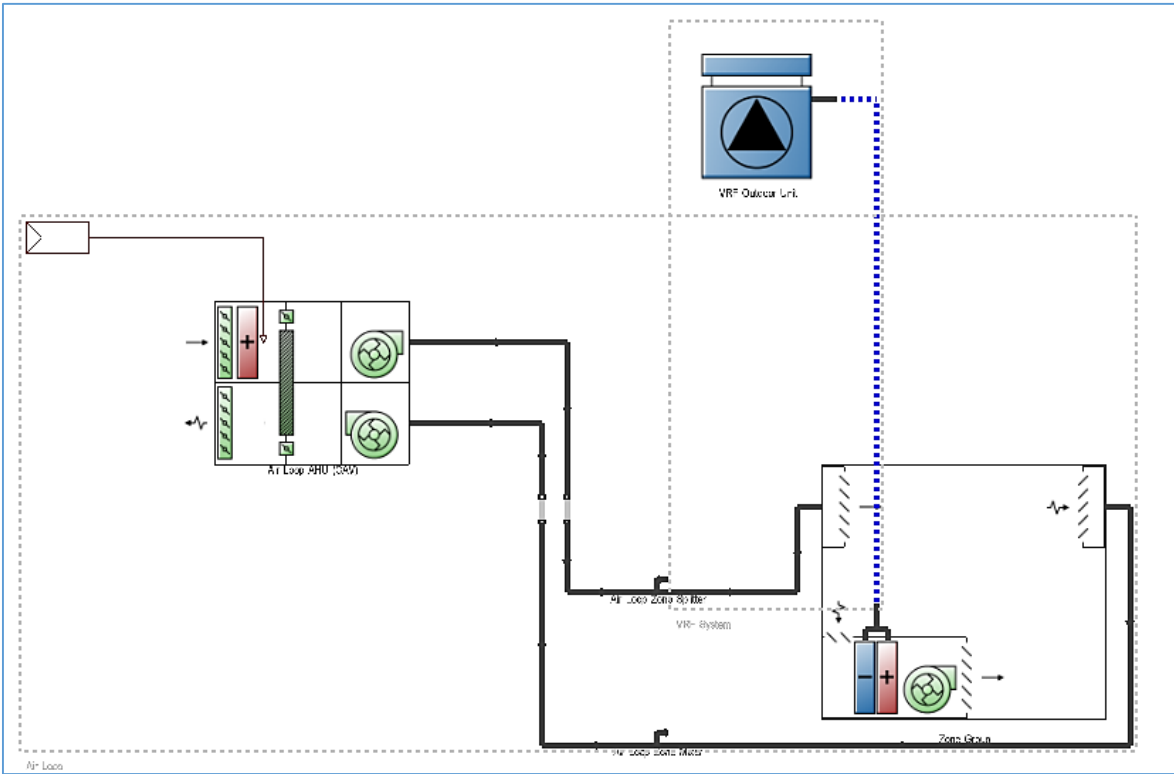 VRF Outdoor Unit
Air Loop AHU (CAV)
Air Loop Zone Splitter
VRF System
Zone Group
Air Loop Zone Mixer
Air Loop